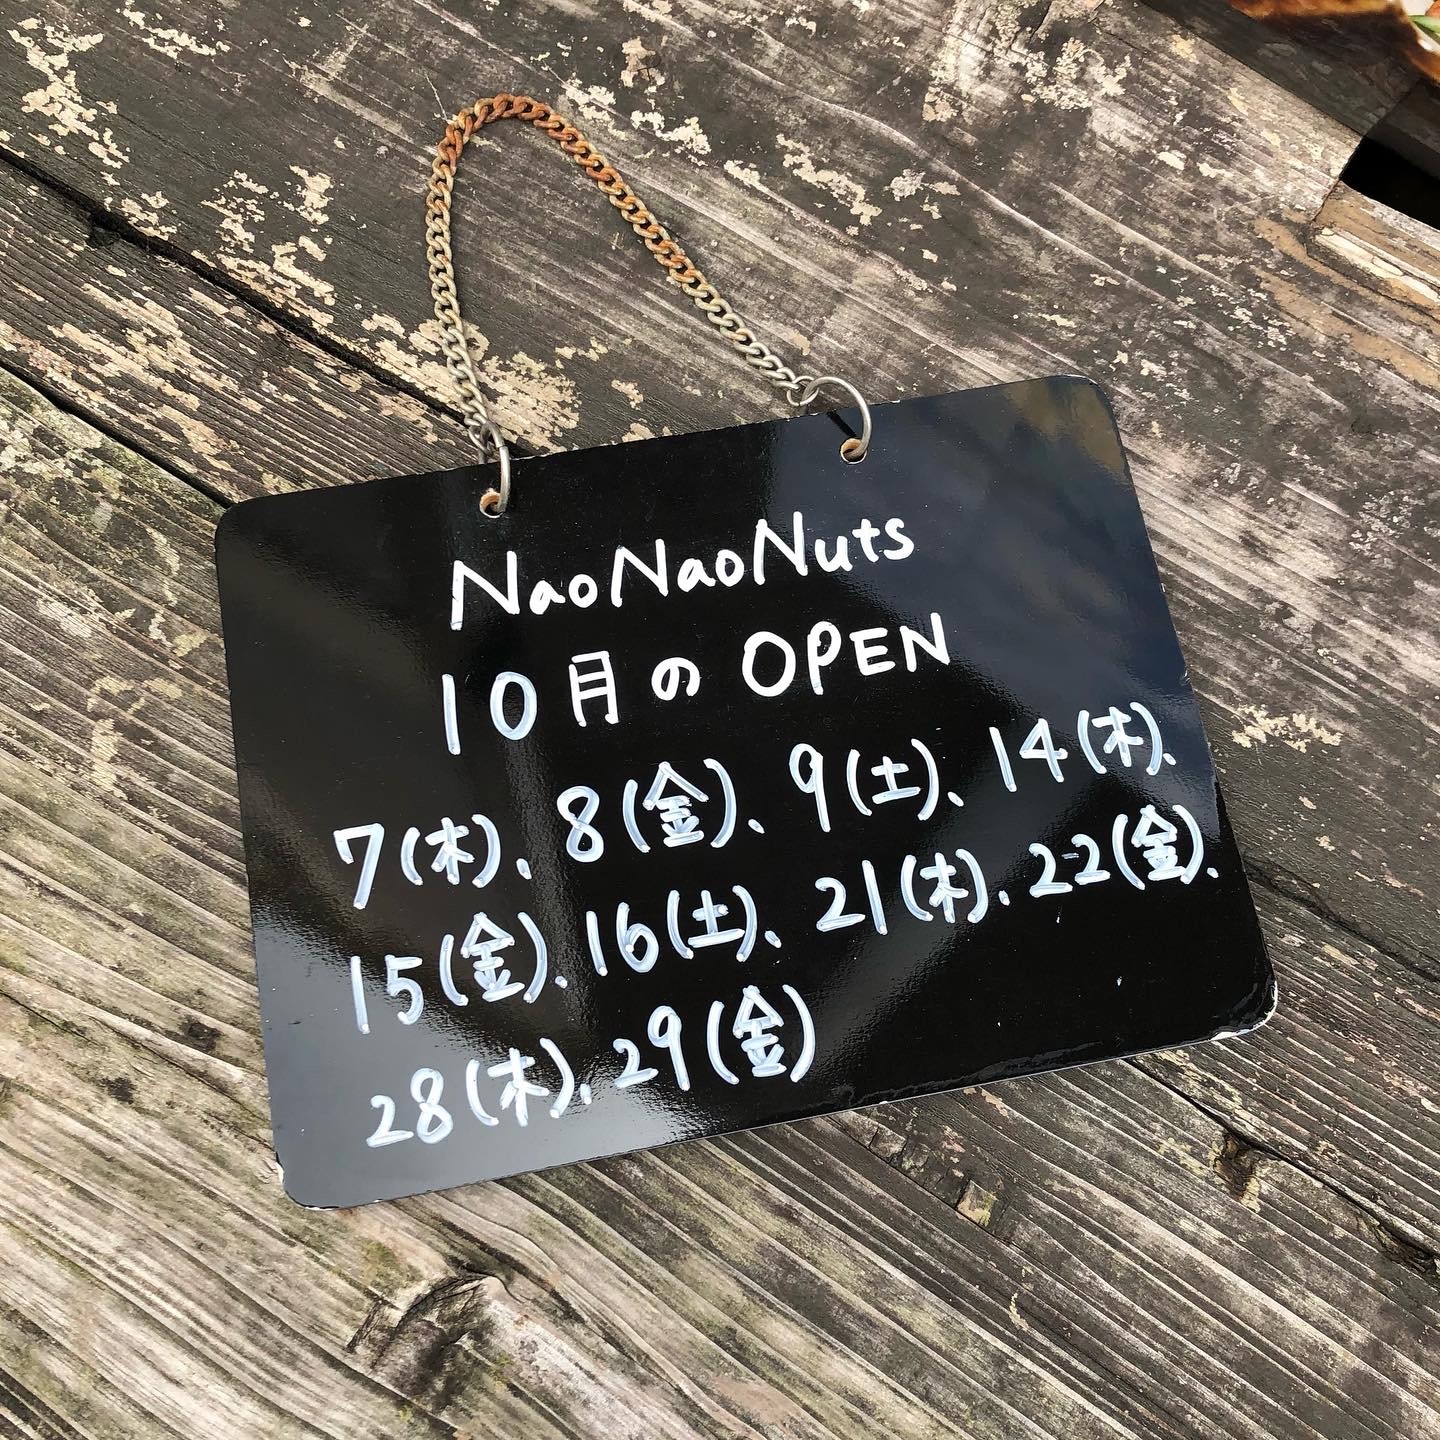 NaoNaoNuts
10月の OPEN
7(木)、8(金)、9(土)、14(木)、
15(金)、16(土)、21(木)、22(金)、
28(木)、29(金)